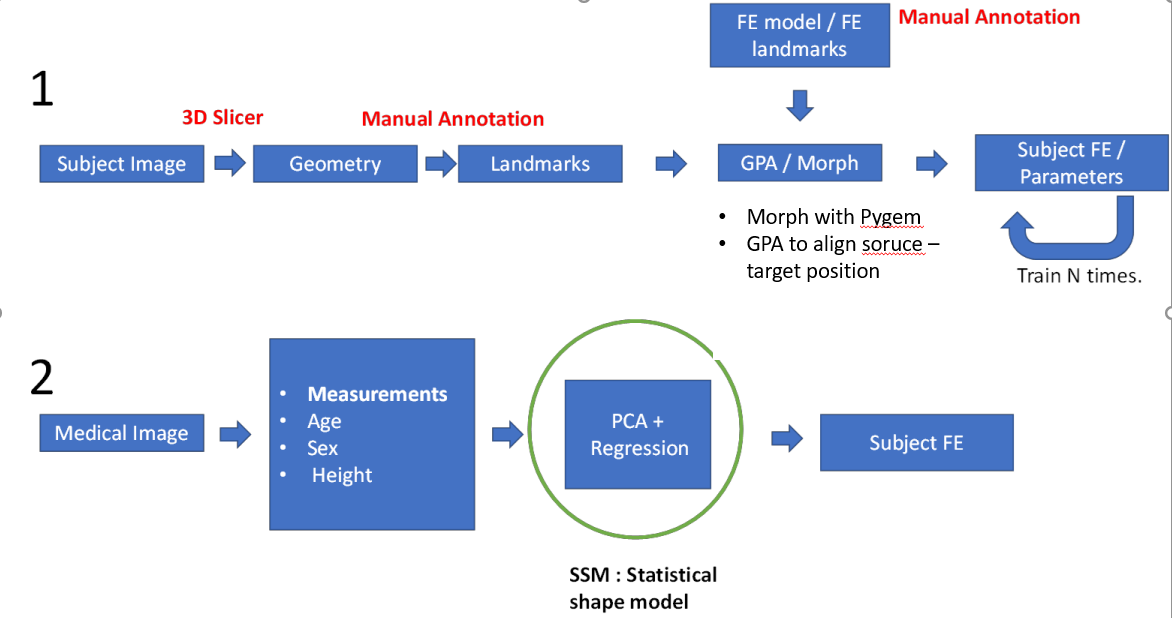 FE model / FE
landmarks
Manual Annotation
1
3D Slicer
Manual Annotation
Subject Image
Geometry
Landmarks
GPA / Morph
Subject FE /
Parameters
• Morph with Pygem
• GPA to align soruce –
target position
Train N times.
2
Medical Image
• Measurements
• Age
• Sex
• Height
PCA +
Regression
Subject FE
SSM : Statistical
shape model